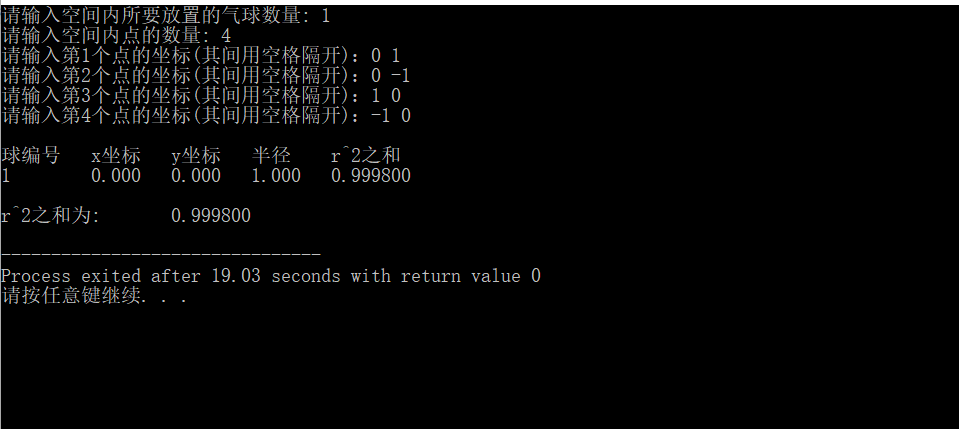 请输入空间内所要放置的气球数量: 1
请输入空间内点的数量: 4
请输入第1个点的坐标(其间用空格隔开): 0 1
请输入第2个点的坐标(其间用空格隔开): 0 -1
请输入第3个点的坐标(其间用空格隔开): 1 0
请输入第4个点的坐标(其间用空格隔开): -1 0
球编号 x坐标 y坐标 半径 r^2之和
1 0.000 0.000 1.000 0.999800
r^2之和为: 0.999800
--------------------------------
Process exited after 19.03 seconds with return value 0
请按任意键继续. . .